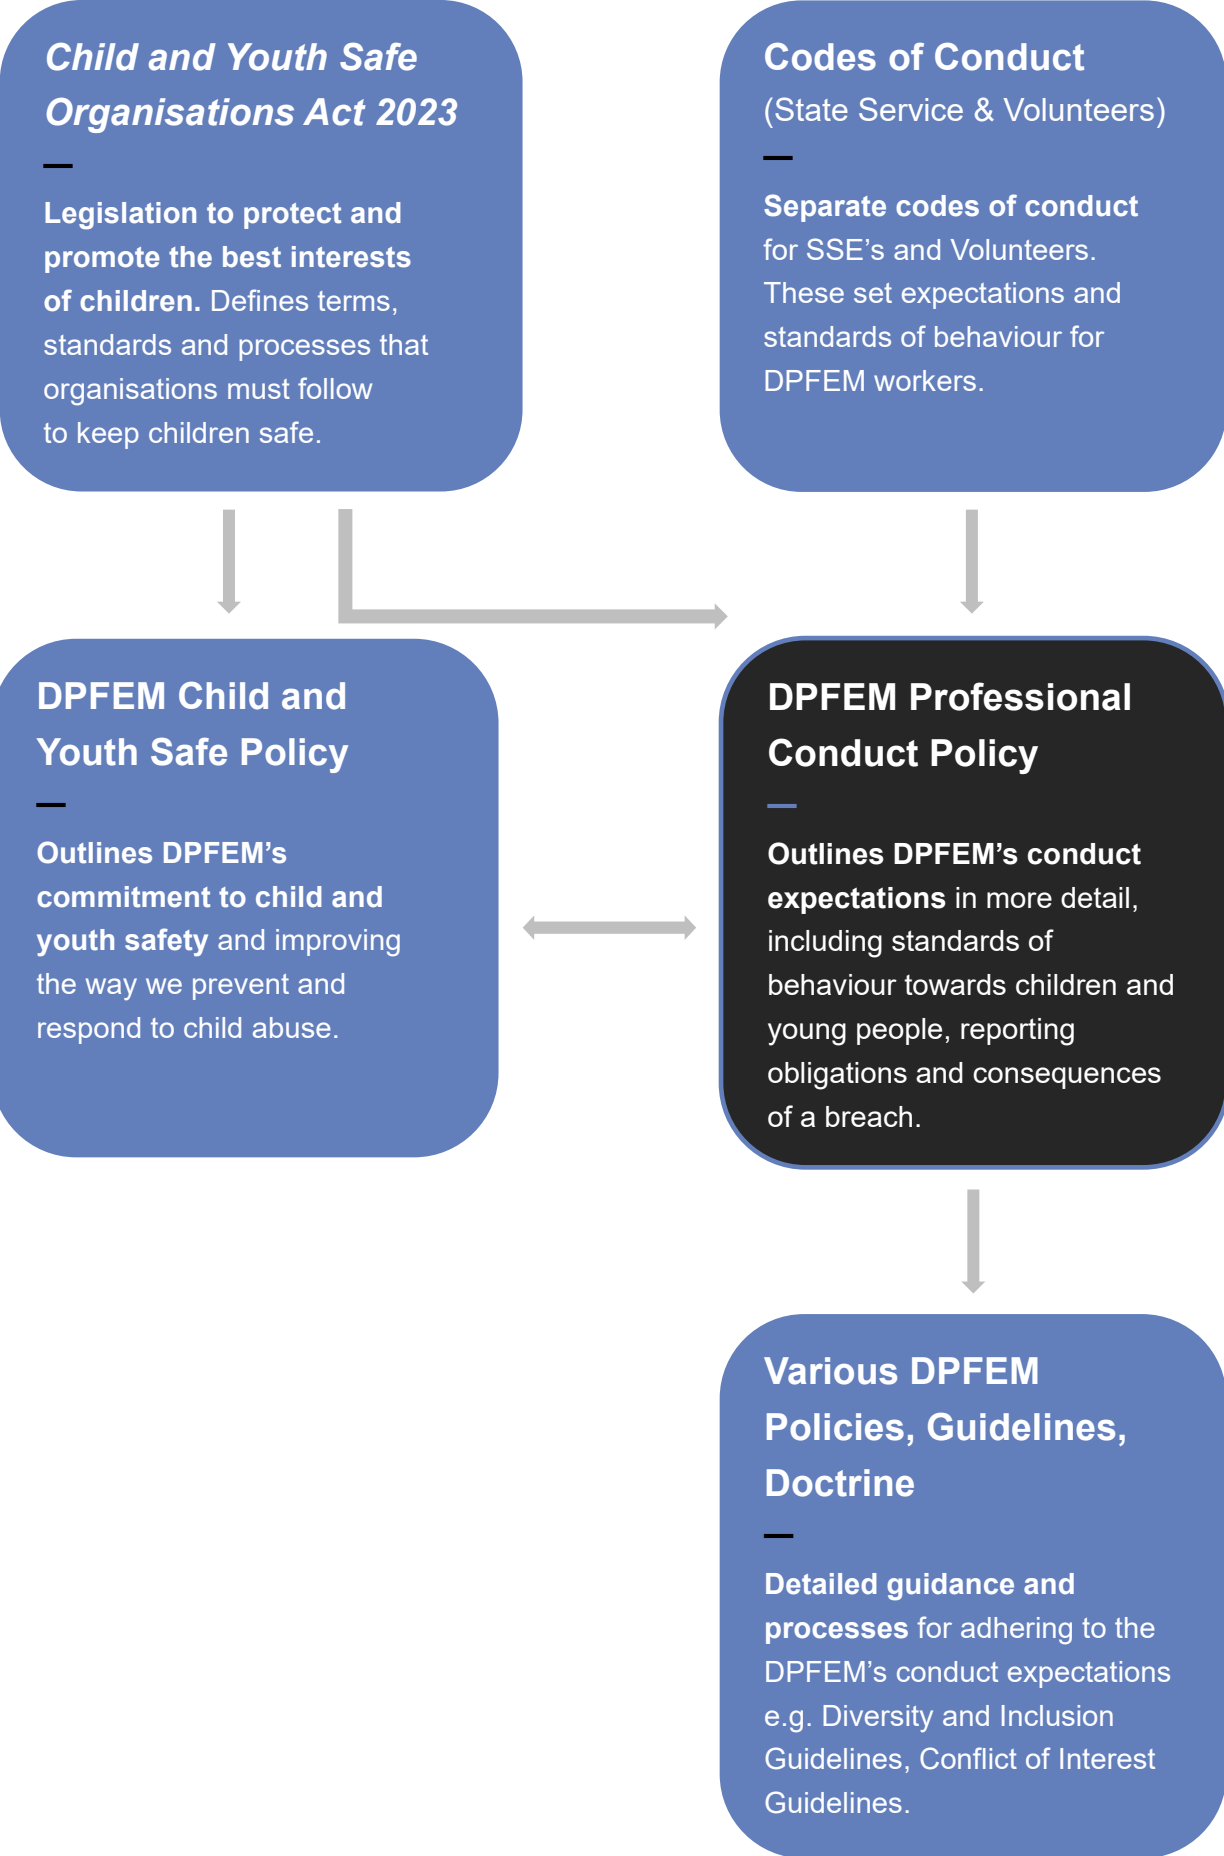 Child and Youth Safe
Organisations Act 2023
Legislation to protect and
promote the best interests
of children. Defines terms,
standards and processes that
organisations must follow
to keep children safe.
Codes of Conduct
(State Service & Volunteers)
Separate codes of conduct
for SSE's and Volunteers.
These set expectations and
standards of behaviour for
DPFEM workers.
DPFEM Child and
Youth Safe Policy
Outlines DPFEM’s
commitment to child and
youth safety and improving
the way we prevent and
respond to child abuse.
DPFEM Professional
Conduct Policy
Outlines DPFEM’s conduct
expectations in more detail,
including standards of
behaviour towards children and
young people, reporting
obligations and consequences
of a breach.
Various DPFEM
Policies, Guidelines,
Doctrine
Detailed guidance and
processes for adhering to the
DPFEM’s conduct expectations
e.g. Diversity and Inclusion
Guidelines, Conflict of Interest
Guidelines.